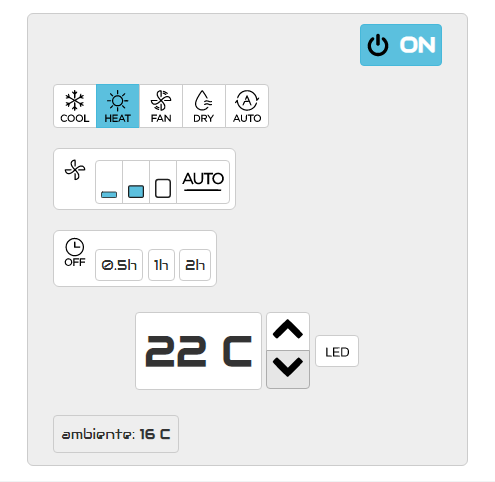 ON
COOL HEAT FAN DRY AUTO
AUTO
OFF 0.5h 1h 2h
22 C
LED
ambiente: 16 C